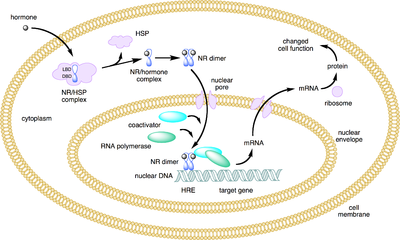 hormone
HSP
LBD
DBD
NR/HSP
complex
NR/hormone
complex
NR dimer
changed
cell function
protein
mRNA
ribosome
nuclear
pore
cytoplasm
coactivator
RNA polymerase
mRNA
nuclear
envelope
NR dimer
nuclear DNA
HRE
target gene
cell
membrane